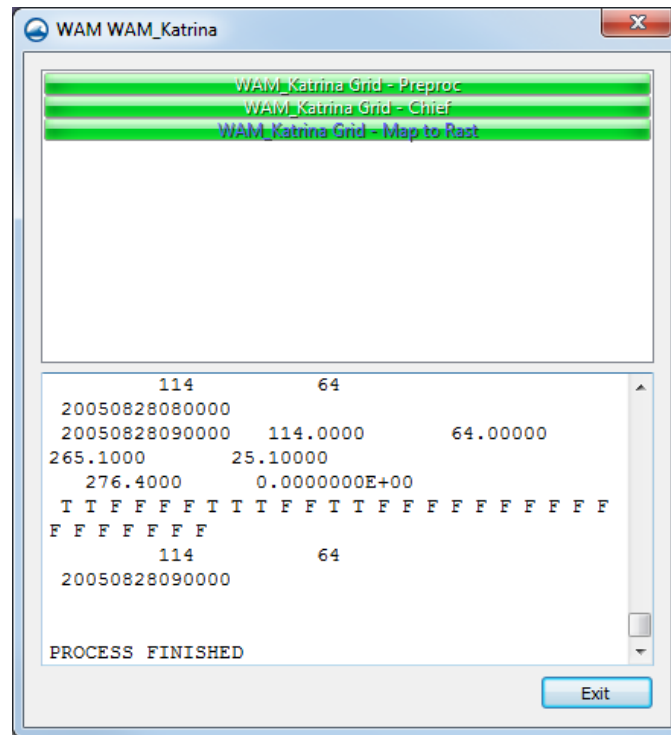 WAM WAM_Katrina
WAM_Katrina Grid - Preproc
WAM_Katrina Grid - Chief
WAM_Katrina Grid - Map to Rast
114 64
20050828080000
20050828090000 114.0000 64.00000
265.1000 25.10000
276.4000 0.0000000E+00
T T F F F F T T T F F T T F F F F F F F F F F
F F F F F F F
114 64
20050828090000
PROCESS FINISHED
Exit